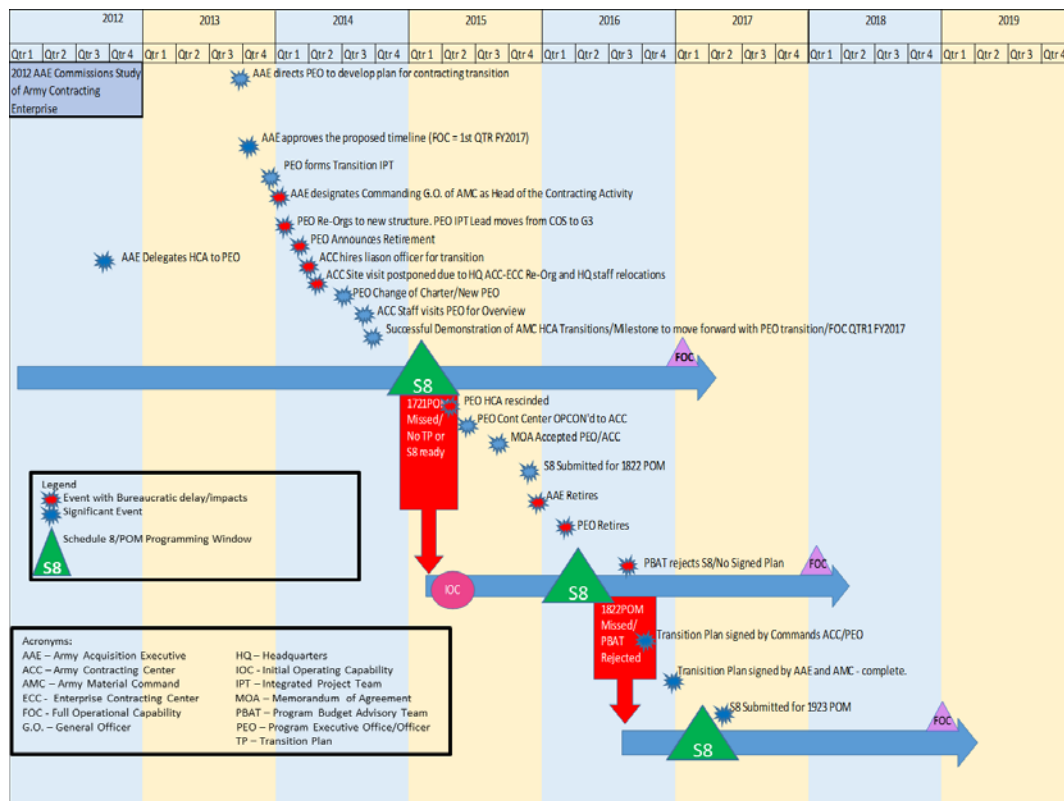 2012 2013 2014 2015 2016 2017 2018 2019
Qtr 1 Qtr 2 Qtr 3 Qtr 4 Qtr 1 Qtr 2 Qtr 3 Qtr 4 Qtr 1 Qtr 2 Qtr 3 Qtr 4 Qtr 1 Qtr 2 Qtr 3 Qtr 4 Qtr 1 Qtr 2 Qtr 3 Qtr 4 Qtr 1 Qtr 2 Qtr 3 Qtr 4 Qtr 1 Qtr 2 Qtr 3 Qtr 4 Qtr 1 Qtr 2 Qtr 3 Qtr 4
2012 AAE Commissions Study
of Army Contracting
Enterprise
AAE directs PEO to develop plan for contracting transition
AAE approves the proposed timeline (FOC = 1st QTR FY2017)
PEO forms Transition IPT
AAE designates Commanding G.O. of AMC as Head of the Contracting Activity
PEO Re-Orgs to new structure. PEO IPT Lead moves from COS to G3
PEO Announces Retirement
AAE Delegates HCA to PEO
ACC hires liason officer for transition
ACC Site visit postponed due to HQ ACC-ECC Re-Org and HQ staff relocations
PEO Change of Charter/New PEO
ACC Staff visits PEO for Overview
Successful Demonstration of AMC HCA Transitions/Milestone to move forward with PEO transition/FOC QTR1 FY2017
FOC
S8
1721POM
Missed/
No TP or
S8 ready
PEO HCA rescinded
PEO Cont Center OPCON'd to ACC
MOA Accepted PEO/ACC
S8 Submitted for 1822 POM
AAE Retires
PEO Retires
PBAT rejects S8/No Signed Plan
FOC
IOC
S8
1822POM
Missed/
PBAT
Rejected
Transition Plan signed by Commands ACC/PEO
Transisition Plan signed by AAE and AMC - complete.
S8 Submitted for 1923 POM
FOC
S8
Legend
Event with Bureaucratic delay/impacts
Significant Event
Schedule 8/POM Programming Window
S8
Acronyms:
AAE – Army Acquisition Executive
ACC – Army Contracting Center
AMC – Army Material Command
ECC - Enterprise Contracting Center
FOC – Full Operational Capability
G.O. – General Officer
HQ – Headquarters
IOC - Initial Operating Capability
IPT – Integrated Project Team
MOA – Memorandum of Agreement
PBAT – Program Budget Advisory Team
PEO – Program Executive Office/Officer
TP – Transition Plan